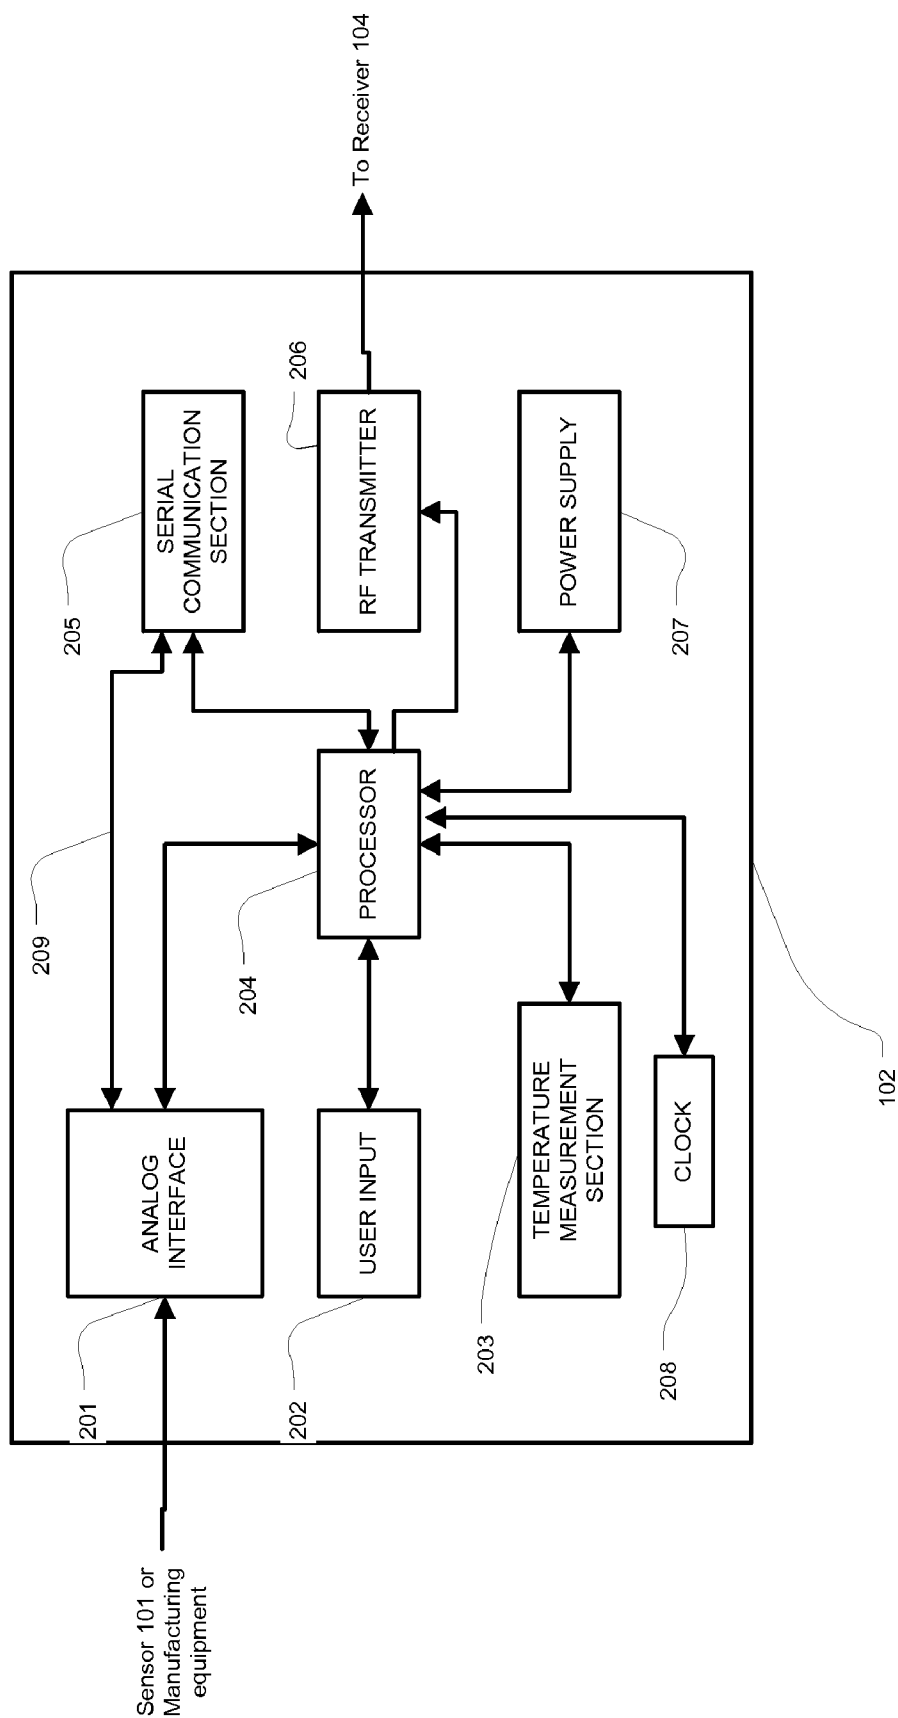 Sensor 101 or
Manufacturing
equipment
201
ANALOG
INTERFACE
209
205
SERIAL
COMMUNICATION
SECTION
202
USER INPUT
204
PROCESSOR
206
RF TRANSMITTER
To Receiver 104
203
TEMPERATURE
MEASUREMENT
SECTION
207
POWER SUPPLY
208
CLOCK
102